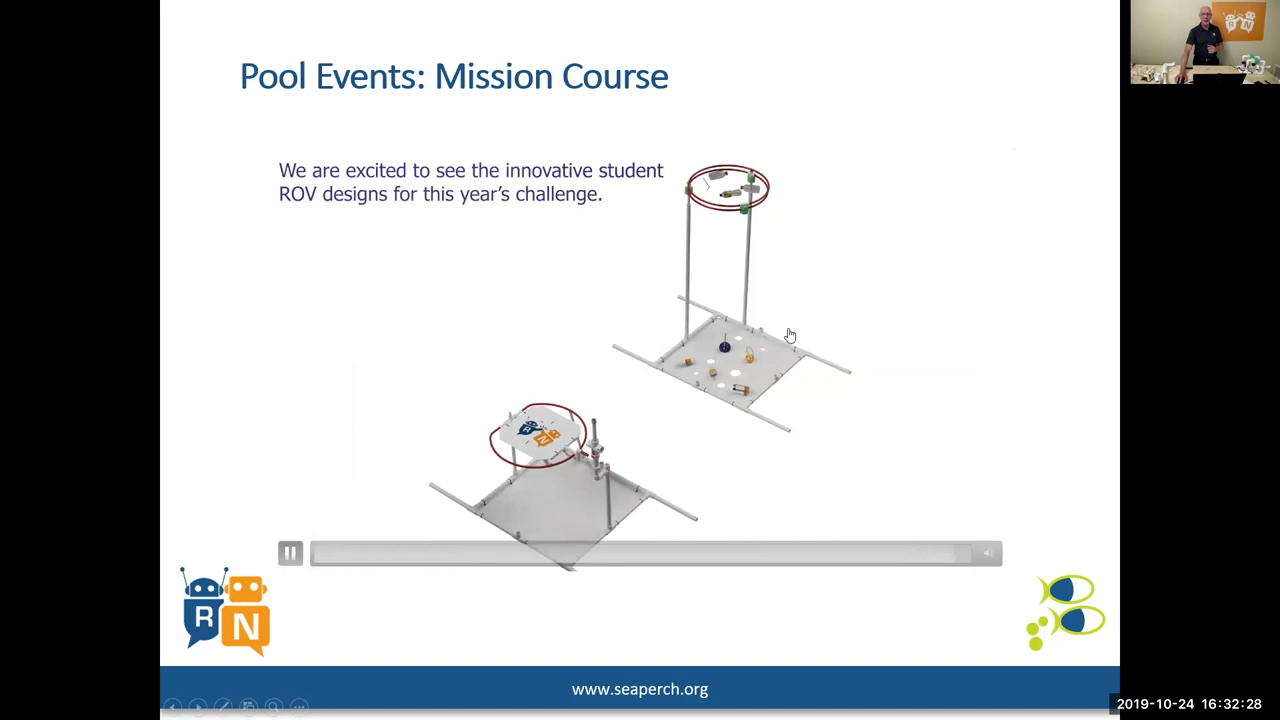 Pool Events: Mission Course
We are excited to see the innovative student
ROV designs for this year's challenge.
R N
R N
www.seaperch.org
2019-10-24 16:32:28